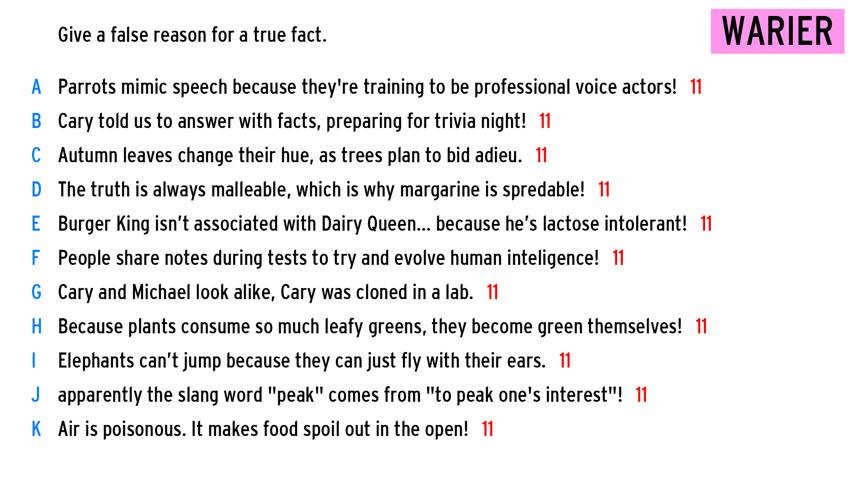 Give a false reason for a true fact.
WARIER
A Parrots mimic speech because they're training to be professional voice actors! 11
B Cary told us to answer with facts, preparing for trivia night! 11
C Autumn leaves change their hue, as trees plan to bid adieu. 11
D The truth is always malleable, which is why margarine is spredable! 11
E Burger King isn’t associated with Dairy Queen... because he’s lactose intolerant! 11
F People share notes during tests to try and evolve human inteligence! 11
G Cary and Michael look alike, Cary was cloned in a lab. 11
H Because plants consume so much leafy greens, they become green themselves! 11
I Elephants can’t jump because they can just fly with their ears. 11
J apparently the slang word "peak" comes from "to peak one's interest"! 11
K Air is poisonous. It makes food spoil out in the open! 11